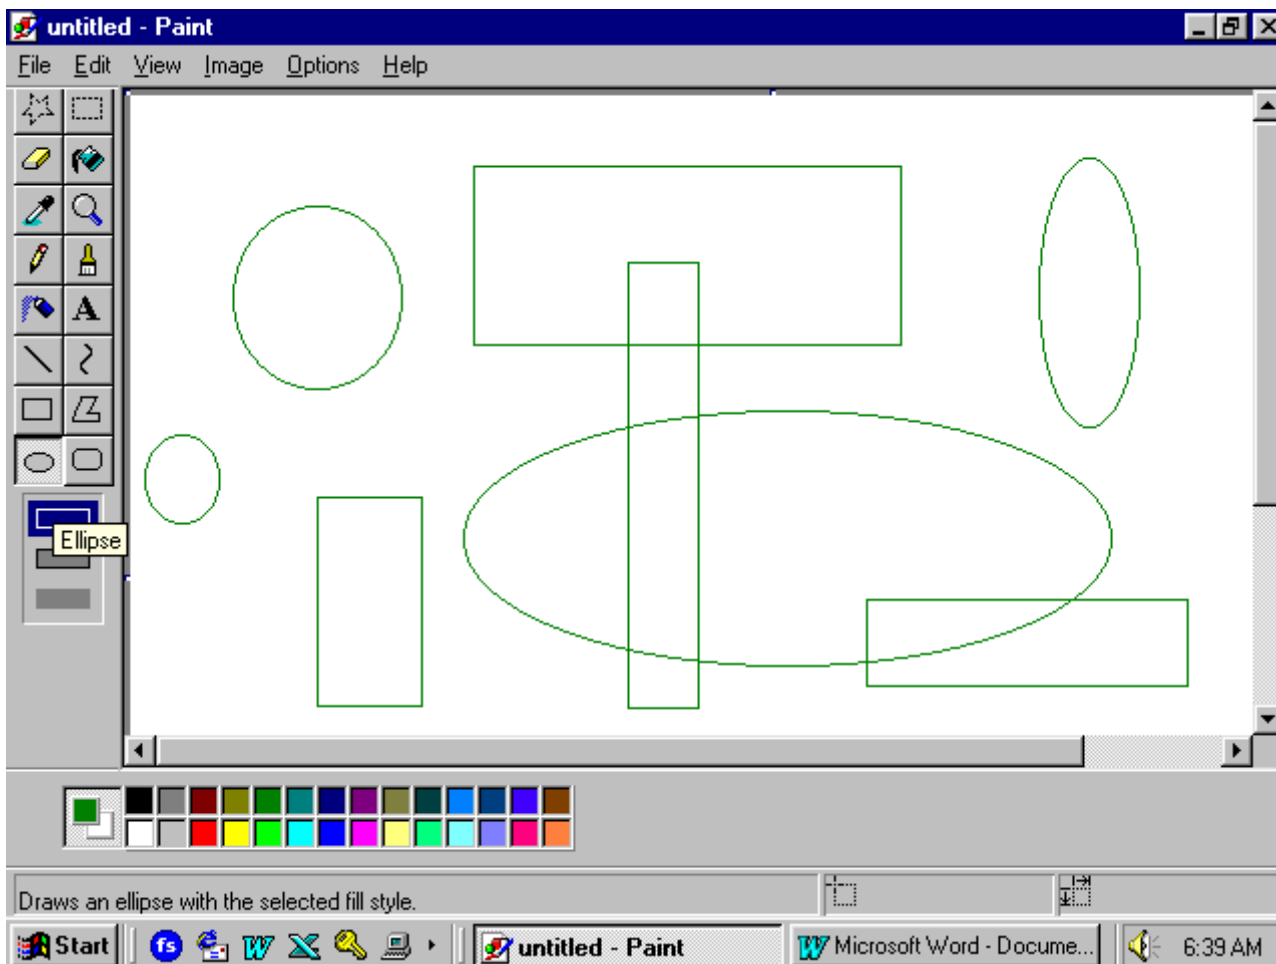 untitled - Paint
File Edit View Image Options Help
A
Ellipse
Draws an ellipse with the selected fill style.
Start fs W X untitled - Paint W Microsoft Word - Docume... 6:39 AM